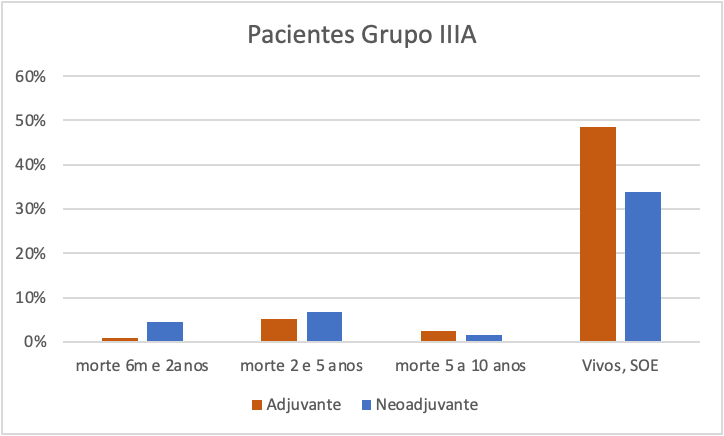 Pacientes Grupo IIIA
60%
50%
40%
30%
20%
10%
0%
morte 6m e 2anos morte 2 e 5 anos morte 5 a 10 anos Vivos, SOE
Adjuvante Neoadjuvante